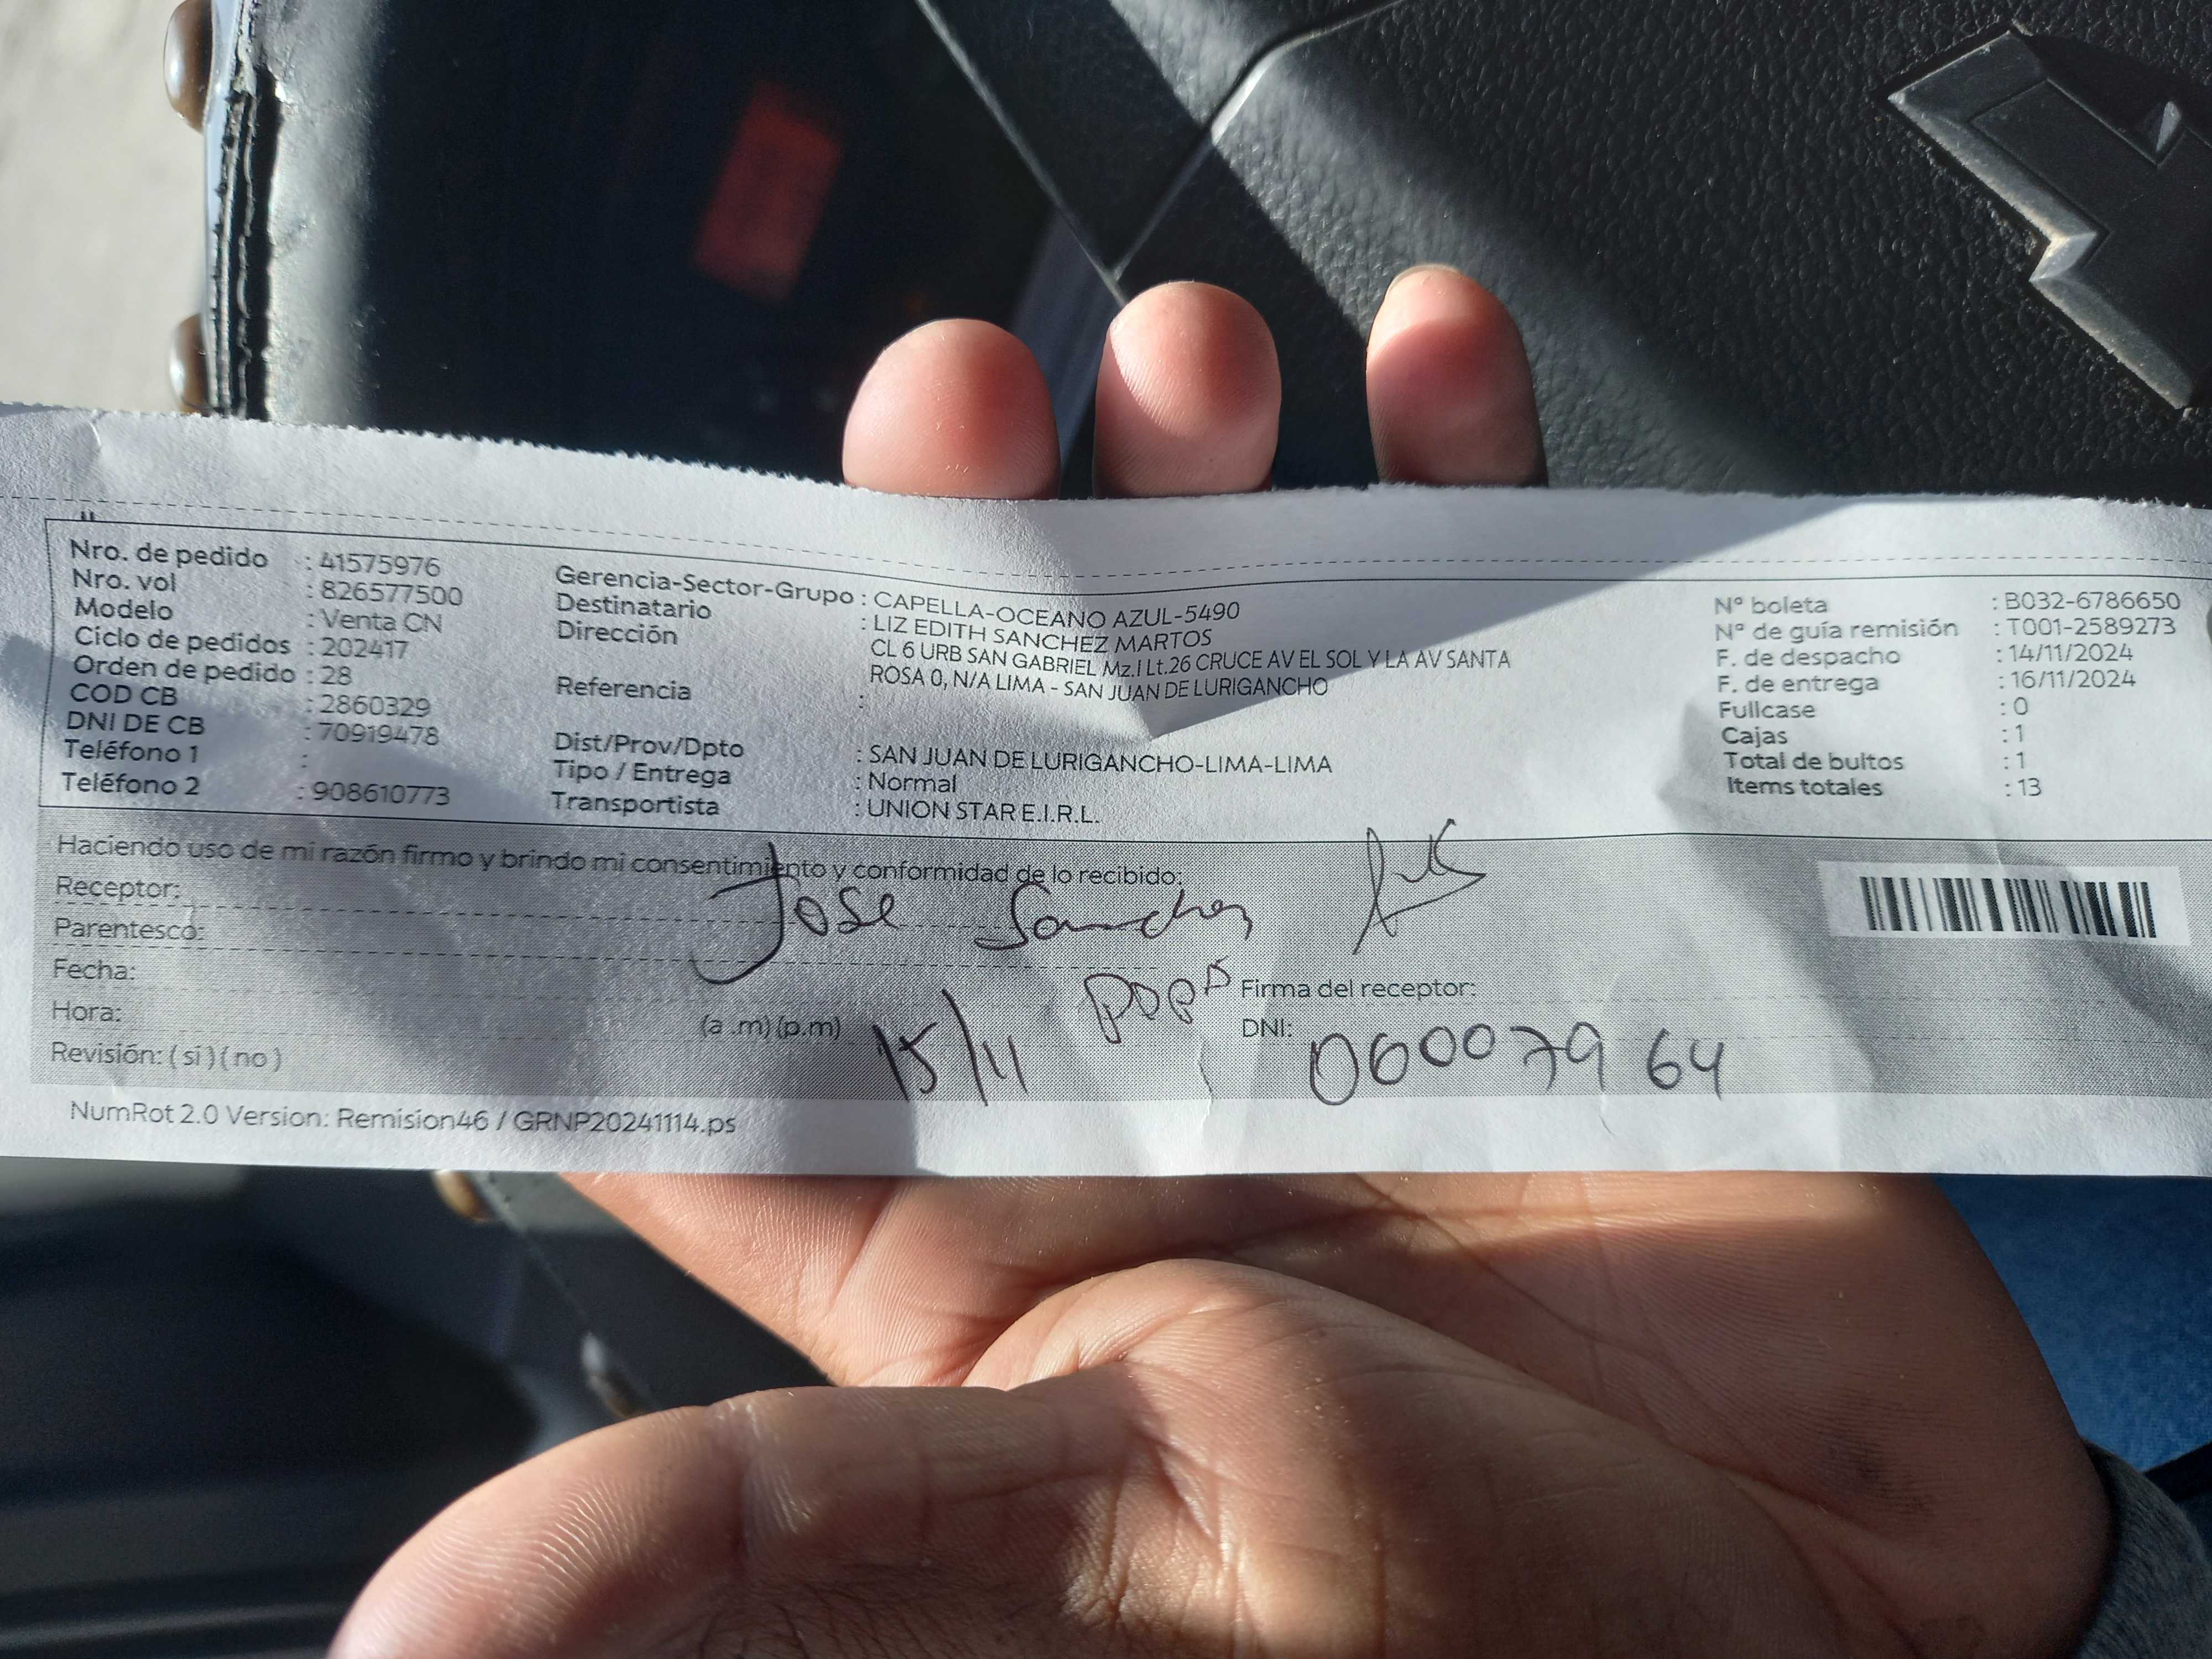 Nro. de pedido : 41575976
Nro. vol : 826577500
Modelo : Venta CN
Ciclo de pedidos : 202417
Orden de pedido : 28
COD CB : 2860329
DNI DE CB : 70919478
Teléfono 1 :
Teléfono 2 : 908610773
Gerencia-Sector-Grupo : CAPELLA-OCEANO AZUL-5490
Destinatario : LIZ EDITH SANCHEZ MARTOS
Dirección : CL 6 URB SAN GABRIEL Mz.I Lt.26 CRUCE AV EL SOL Y LA AV SANTA
ROSA 0, N/A LIMA - SAN JUAN DE LURIGANCHO
Referencia :
Dist/Prov/Dpto : SAN JUAN DE LURIGANCHO-LIMA-LIMA
Tipo / Entrega : Normal
Transportista : UNION STAR E.I.R.L.
N° boleta : B032-6786650
N° de guía remisión : T001-2589273
F. de despacho : 14/11/2024
F. de entrega : 16/11/2024
Fullcase : 0
Cajas : 1
Total de bultos : 1
Items totales : 13
Haciendo uso de mi razón firmo y brindo mi consentimiento y conformidad de lo recibido:
Receptor: Jose Sanchez
Parentesco:
Fecha: PAPA Firma del receptor:
Hora: (a .m) (p.m) 15/11 DNI: 06007964
Revisión: ( si ) ( no )
NumRot 2.0 Version: Remision46 / GRNP20241114.ps